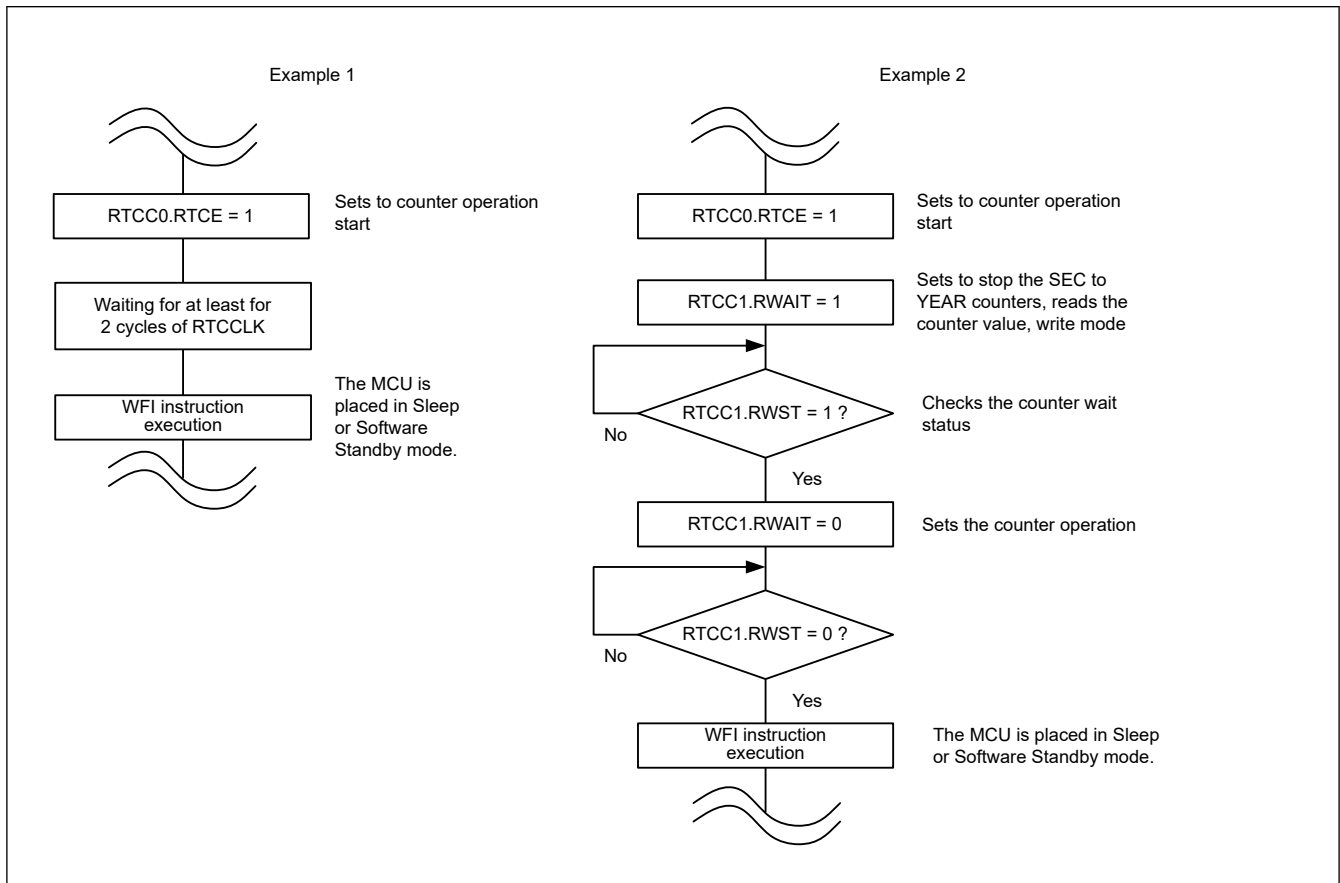 Example 1
RTCC0.RTCE = 1
Sets to counter operation
start
Waiting for at least for
2 cycles of RTCCLK
WFI instruction
execution
The MCU is
placed in Sleep
or Software
Standby mode.
Example 2
RTCC0.RTCE = 1
Sets to counter operation
start
RTCC1.RWAIT = 1
Sets to stop the SEC to
YEAR counters, reads the
counter value, write mode
RTCC1.RWST = 1 ?
Checks the counter wait
status
No
Yes
RTCC1.RWAIT = 0
Sets the counter operation
RTCC1.RWST = 0 ?
No
Yes
WFI instruction
execution
The MCU is placed in Sleep
or Software Standby mode.